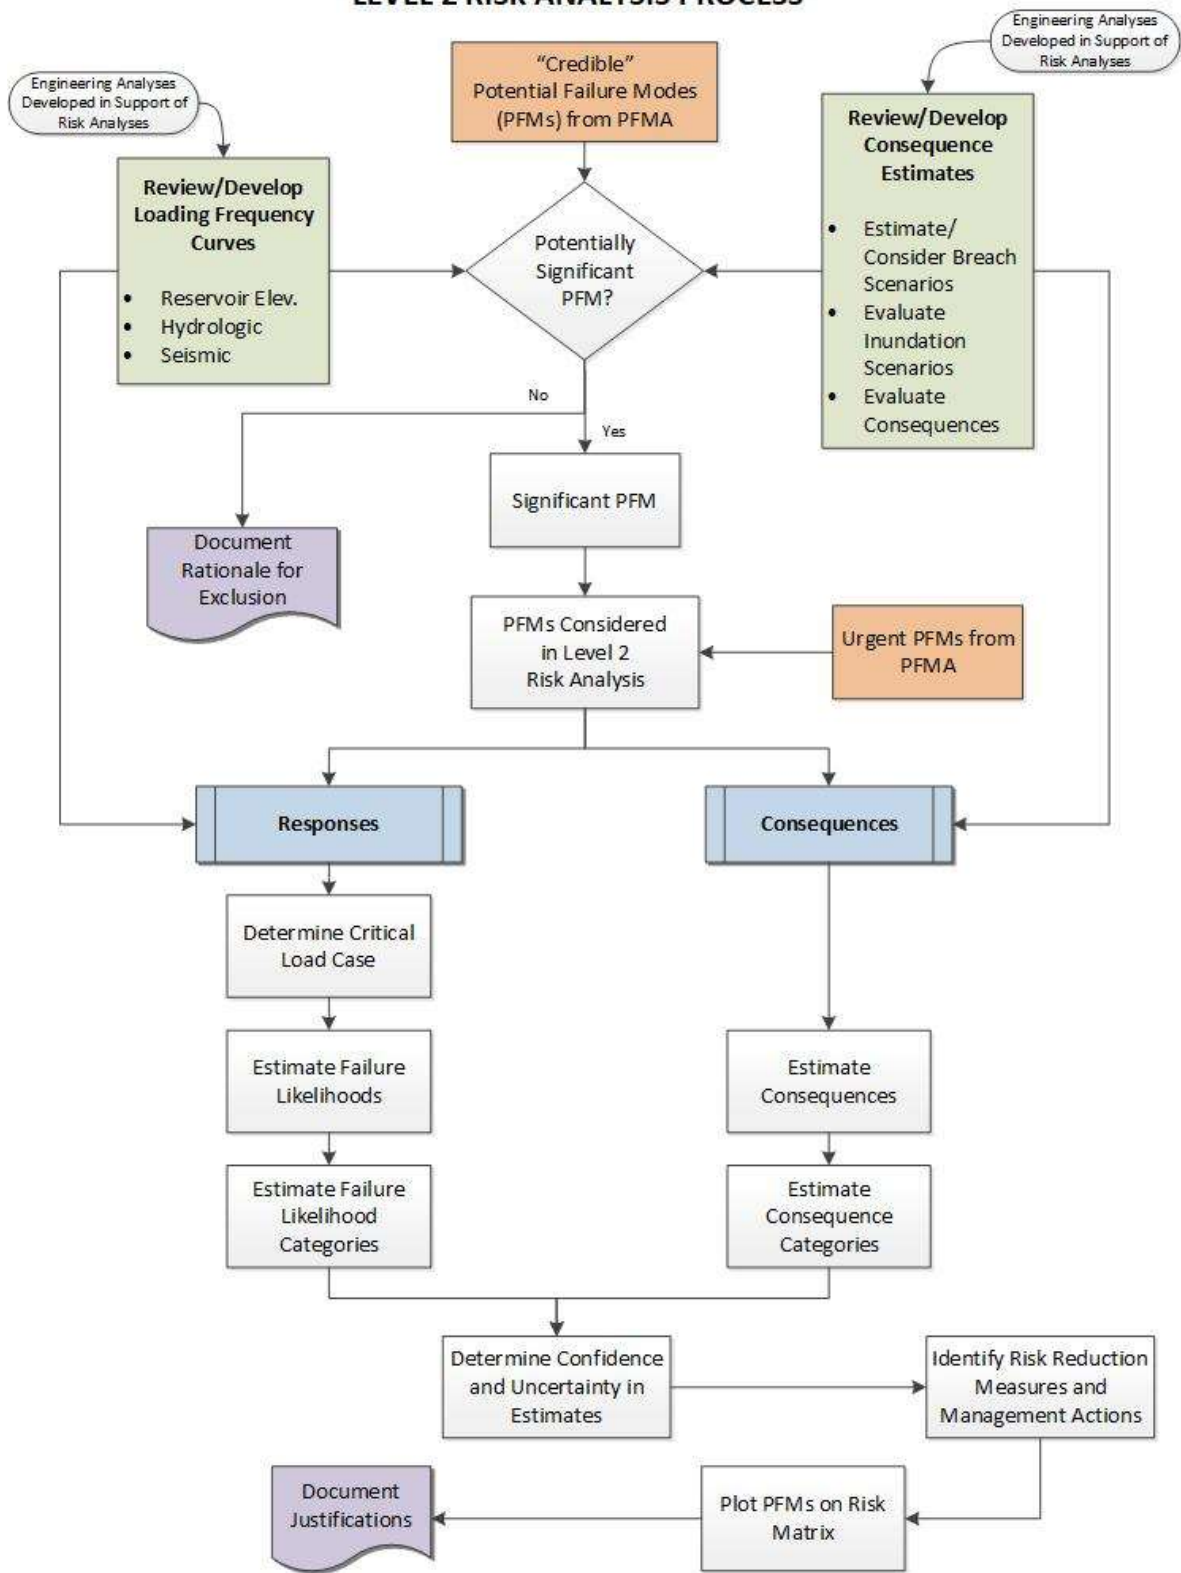 LEVEL 2 RISK ANALYSIS PROCESS
Engineering Analyses
Developed in Support of
Risk Analyses
“Credible”
Potential Failure Modes
(PFMs) from PFMA
Engineering Analyses
Developed in Support of
Risk Analyses
Review/Develop
Loading Frequency
Curves
• Reservoir Elev.
• Hydrologic
• Seismic
Potentially
Significant
PFM?
Review/Develop
Consequence
Estimates
• Estimate/
Consider Breach
Scenarios
• Evaluate
Inundation
Scenarios
• Evaluate
Consequences
No
Yes
Significant PFM
Document
Rationale for
Exclusion
PFMs Considered
in Level 2
Risk Analysis
Urgent PFMs from
PFMA
Responses
Consequences
Determine Critical
Load Case
Estimate Failure
Likelihoods
Estimate
Consequences
Estimate Failure
Likelihood
Categories
Estimate
Consequence
Categories
Determine Confidence
and Uncertainty in
Estimates
Identify Risk Reduction
Measures and
Management Actions
Plot PFMs on Risk
Matrix
Document
Justifications